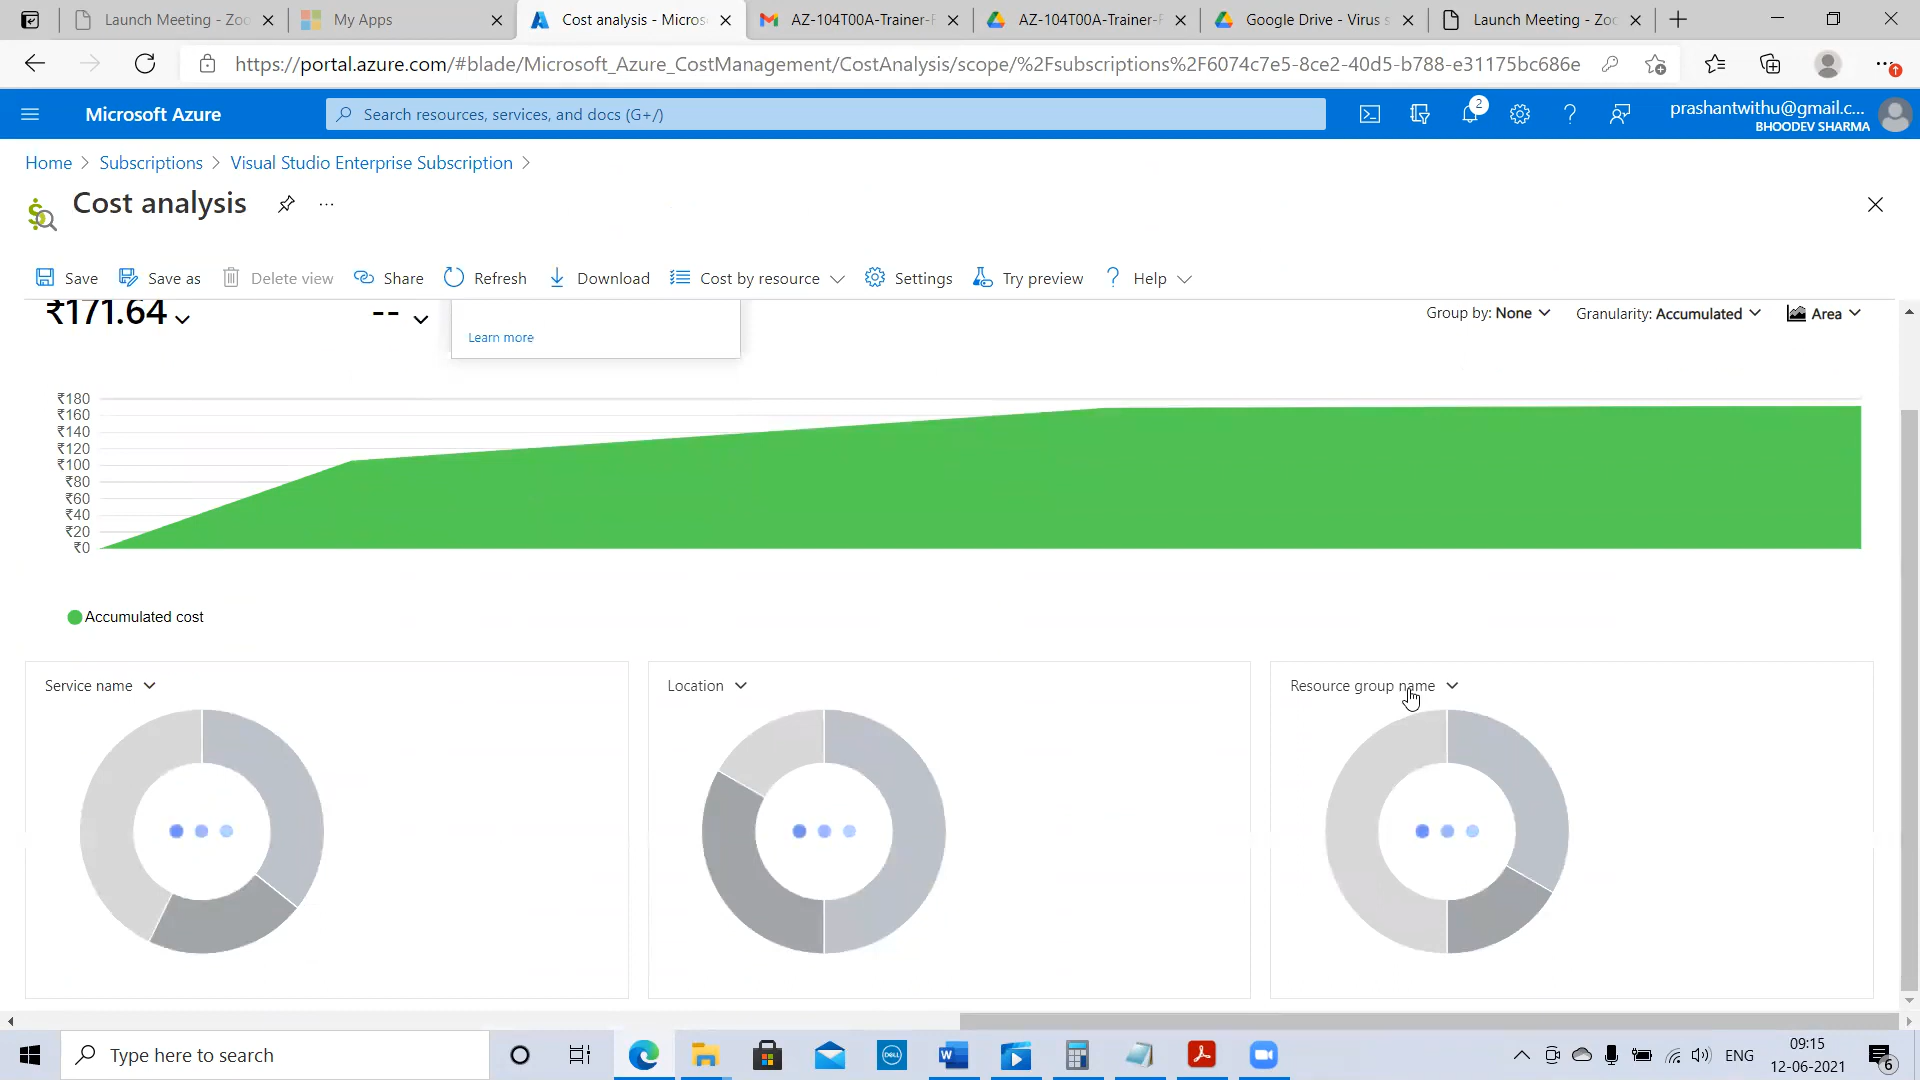 Launch Meeting - Zoo
My Apps
Cost analysis - Micros
AZ-104T00A-Trainer-F
AZ-104T00A-Trainer-F
Google Drive - Virus s
Launch Meeting - Zoo
https://portal.azure.com/#blade/Microsoft_Azure_CostManagement/CostAnalysis/scope/%2Fsubscriptions%2F6074c7e5-8ce2-40d5-b788-e31175bc686e
Microsoft Azure
Search resources, services, and docs (G+/)
2
prashantwithu@gmail.c...
BHOODEV SHARMA
Home > Subscriptions > Visual Studio Enterprise Subscription >
Cost analysis
Save
Save as
Delete view
Share
Refresh
Download
Cost by resource
Settings
Try preview
Help
₹171.64
--
Learn more
Group by: None
Granularity: Accumulated
Area
₹180
₹160
₹140
₹120
₹100
₹80
₹60
₹40
₹20
₹0
Accumulated cost
Service name
Location
Resource group name
Type here to search
DELL
W
ENG
09:15
12-06-2021
6